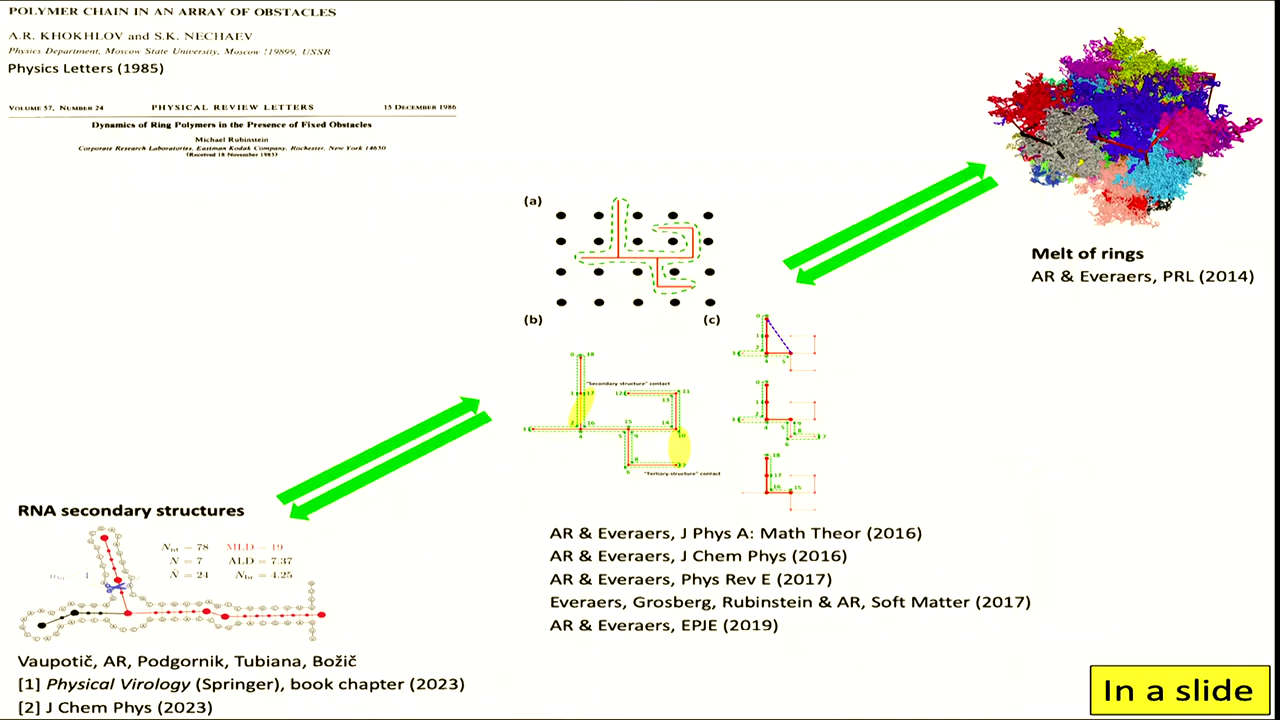 POLYMER CHAIN IN AN ARRAY OF OBSTACLES
A.R. KHOKHLOV and S.K. NECHAEV
Physics Department, Moscow State University, Moscow 119899, USSR
Physics Letters (1985)
VOLUME 57, NUMBER 24 PHYSICAL REVIEW LETTERS 15 DECEMBER 1986
Dynamics of Ring Polymers in the Presence of Fixed Obstacles
Michael Rubinstein
Corporate Research Laboratories, Eastman Kodak Company, Rochester, New York 14650
(Received 18 November 1985)
Melt of rings
AR & Everaers, PRL (2014)
(a)
(b)
(c)
"Secondary structure" contact
"Tertiary structure" contact
AR & Everaers, J Phys A: Math Theor (2016)
AR & Everaers, J Chem Phys (2016)
AR & Everaers, Phys Rev E (2017)
Everaers, Grosberg, Rubinstein & AR, Soft Matter (2017)
AR & Everaers, EPJE (2019)
RNA secondary structures
Nnt = 78 MLD = 19
N = 7 ALD = 7.37
N̄ = 24 Nbr = 4.25
Vaupotič, AR, Podgornik, Tubiana, Božič
[1] Physical Virology (Springer), book chapter (2023)
[2] J Chem Phys (2023)
In a slide